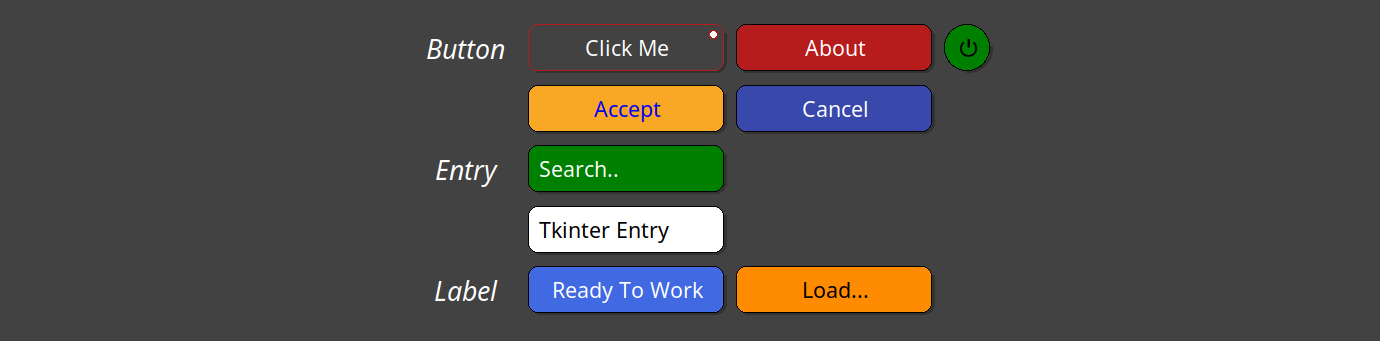 Button Click Me About
Accept Cancel
Entry Search..
Tkinter Entry
Label Ready To Work Load...